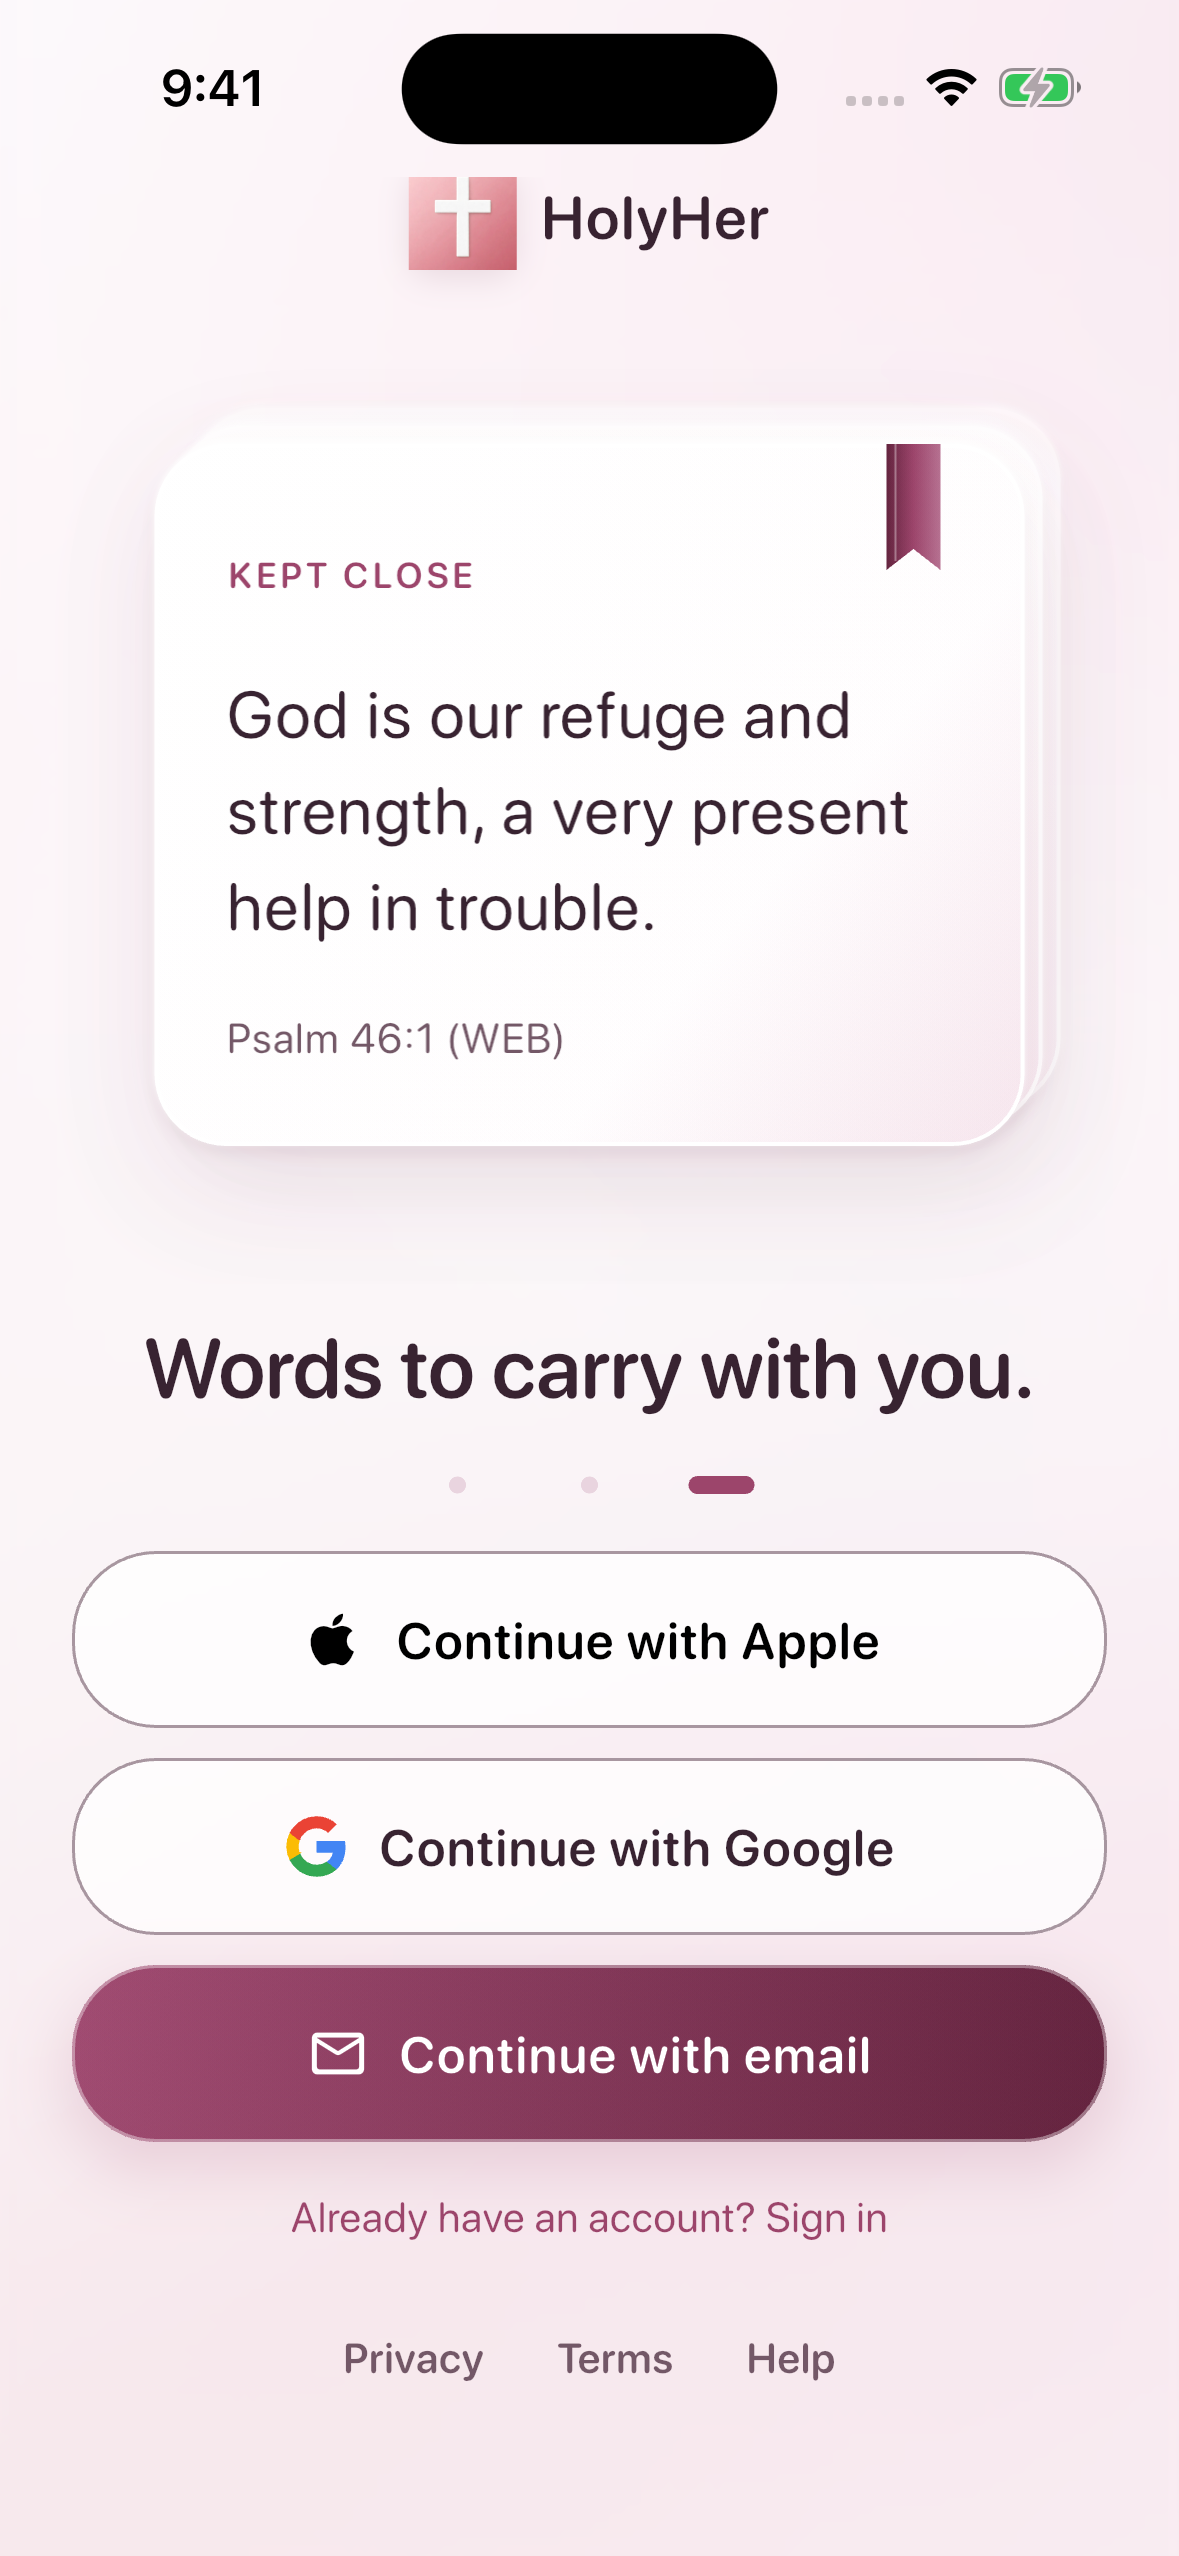 9:41
HolyHer
KEPT CLOSE
God is our refuge and
strength, a very present
help in trouble.
Psalm 46:1 (WEB)
Words to carry with you.
Continue with Apple
Continue with Google
Continue with email
Already have an account? Sign in
Privacy Terms Help